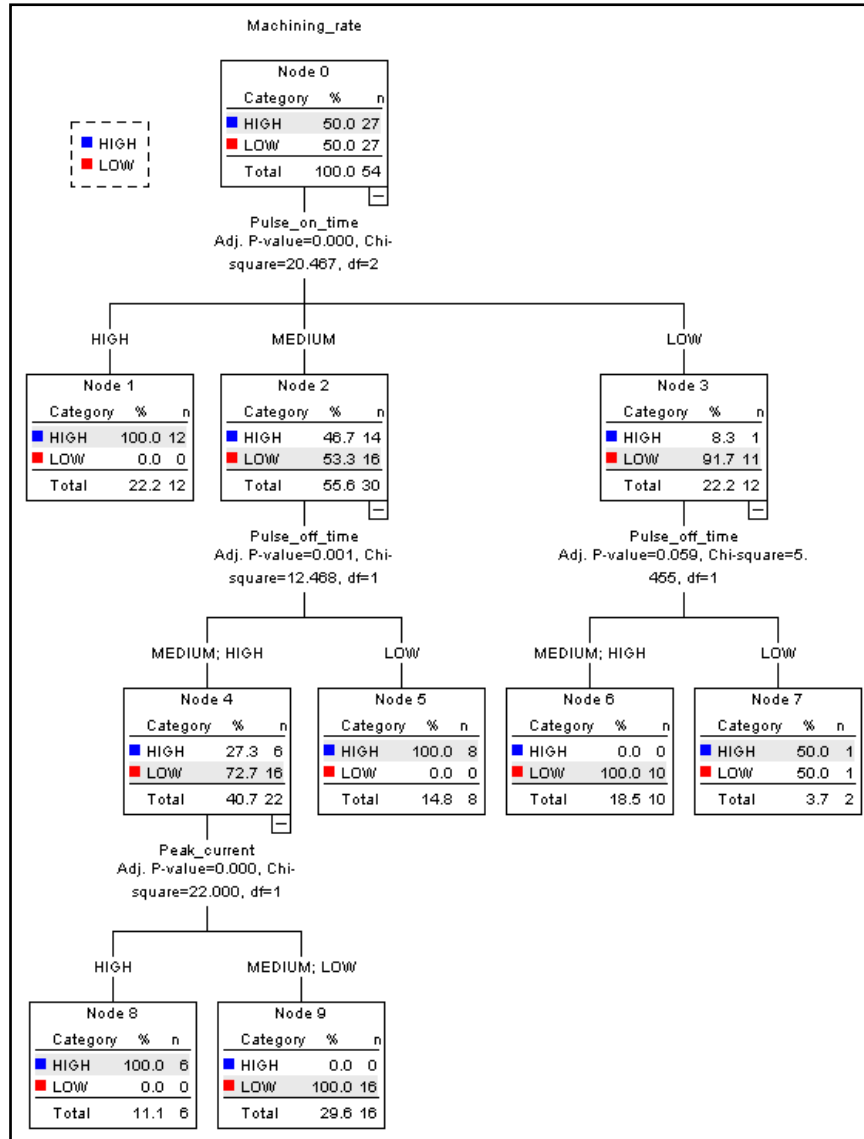 Machining_rate
Node 0
Category % n
HIGH 50.0 27
LOW 50.0 27
Total 100.0 54
HIGH
LOW
Pulse_on_time
Adj. P-value=0.000, Chi-
square=20.467, df=2
HIGH
MEDIUM
LOW
Node 1
Category % n
HIGH 100.0 12
LOW 0.0 0
Total 22.2 12
Node 2
Category % n
HIGH 46.7 14
LOW 53.3 16
Total 55.6 30
Node 3
Category % n
HIGH 8.3 1
LOW 91.7 11
Total 22.2 12
Pulse_off_time
Adj. P-value=0.001, Chi-
square=12.468, df=1
Pulse_off_time
Adj. P-value=0.059, Chi-square=5.
455, df=1
MEDIUM; HIGH
LOW
MEDIUM; HIGH
LOW
Node 4
Category % n
HIGH 27.3 6
LOW 72.7 16
Total 40.7 22
Node 5
Category % n
HIGH 100.0 8
LOW 0.0 0
Total 14.8 8
Node 6
Category % n
HIGH 0.0 0
LOW 100.0 10
Total 18.5 10
Node 7
Category % n
HIGH 50.0 1
LOW 50.0 1
Total 3.7 2
Peak_current
Adj. P-value=0.000, Chi-
square=22.000, df=1
HIGH
MEDIUM; LOW
Node 8
Category % n
HIGH 100.0 6
LOW 0.0 0
Total 11.1 6
Node 9
Category % n
HIGH 0.0 0
LOW 100.0 16
Total 29.6 16